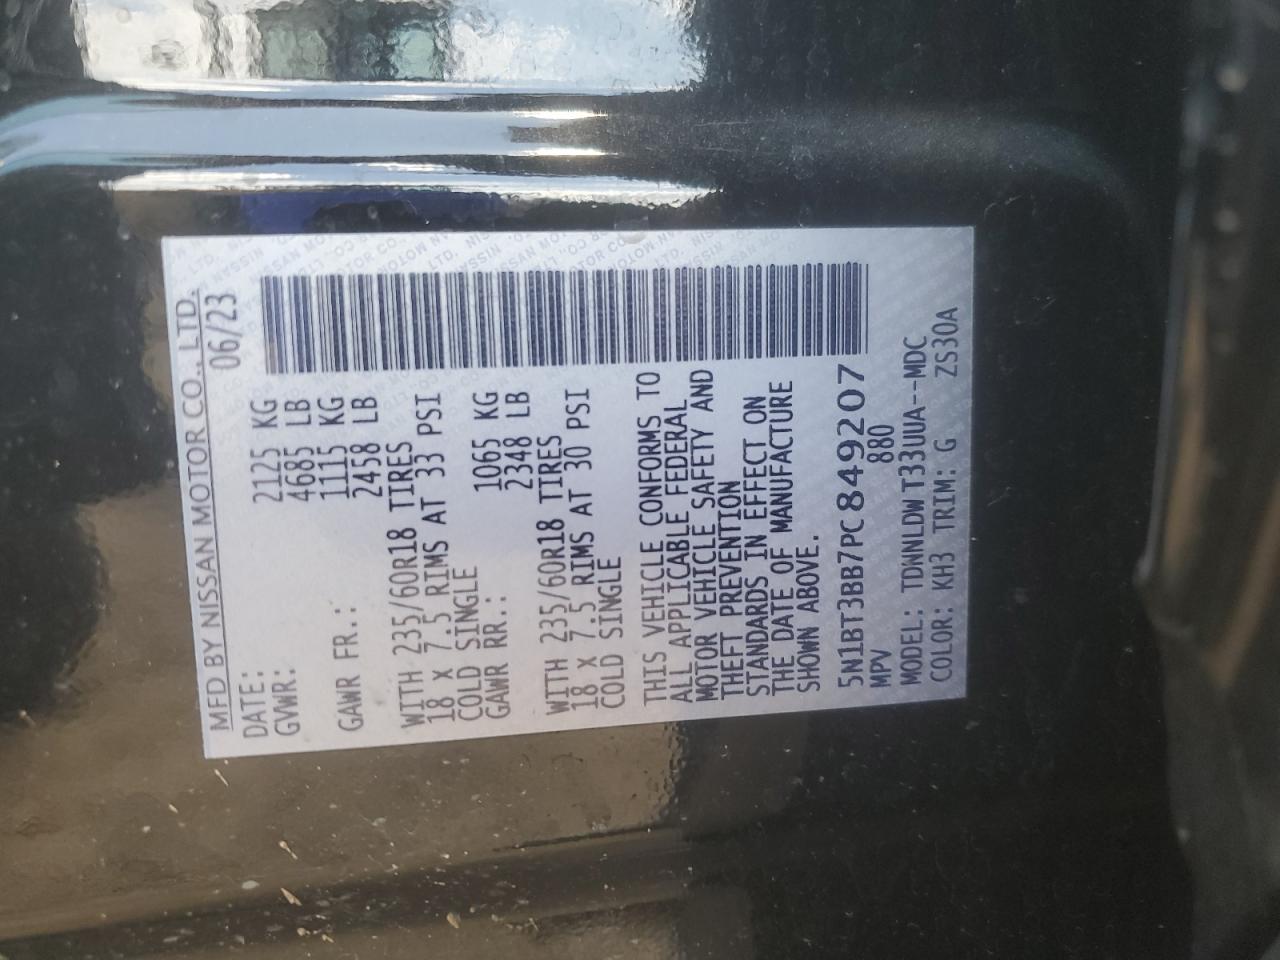 MFD BY NISSAN MOTOR CO., LTD.
DATE: 06/23
GVWR: 2125 KG
4685 LB
GAWR FR.: 1115 KG
2458 LB
WITH 235/60R18 TIRES
18 X 7.5 RIMS AT 33 PSI
COLD SINGLE
GAWR RR.: 1065 KG
2348 LB
WITH 235/60R18 TIRES
18 X 7.5 RIMS AT 30 PSI
COLD SINGLE
THIS VEHICLE CONFORMS TO
ALL APPLICABLE FEDERAL
MOTOR VEHICLE SAFETY AND
THEFT PREVENTION
STANDARDS IN EFFECT ON
THE DATE OF MANUFACTURE
SHOWN ABOVE.
5N1BT3BB7PC849207
MPV 880
MODEL: TDNNLDW T33UUA--MDC
COLOR: KH3 TRIM: G ZS30A